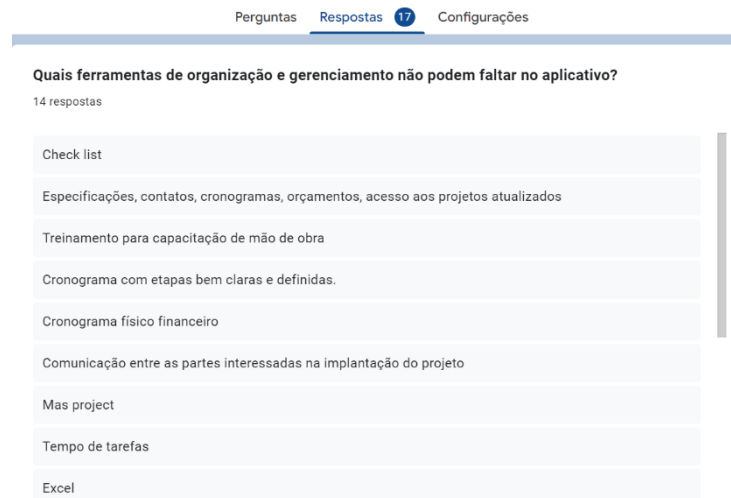 Perguntas Respostas 17 Configurações
Quais ferramentas de organização e gerenciamento não podem faltar no aplicativo?
14 respostas
Check list
Especificações, contatos, cronogramas, orçamentos, acesso aos projetos atualizados
Treinamento para capacitação de mão de obra
Cronograma com etapas bem claras e definidas.
Cronograma físico financeiro
Comunicação entre as partes interessadas na implantação do projeto
Mas project
Tempo de tarefas
Excel